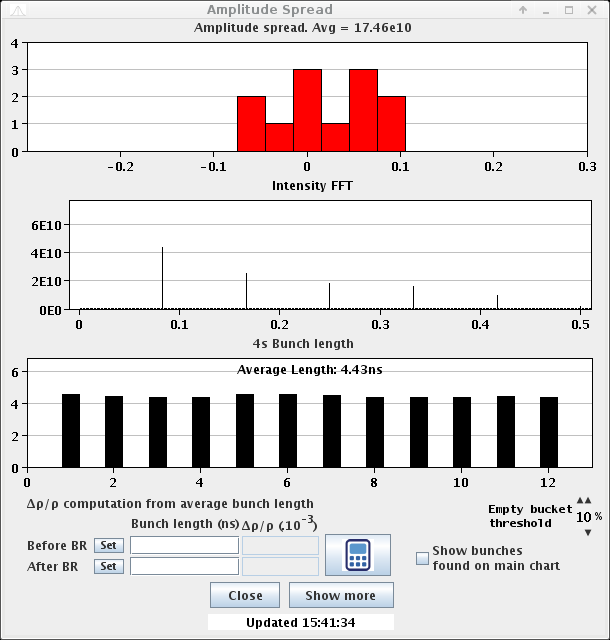 Amplitude Spread
Amplitude spread. Avg = 17.46e10
4
3
2
1
0
-0.2 -0.1 0 0.1 0.2 0.3
Intensity FFT
6E10
4E10
2E10
0E0
0 0.1 0.2 0.3 0.4 0.5
4s Bunch length
Average Length: 4.43ns
6
4
2
0
0 2 4 6 8 10 12
Δρ/ρ computation from average bunch length
Bunch length (ns) Δρ/ρ (.10⁻³)
Before BR Set
After BR Set
Empty bucket
threshold
10 %
Show bunches
found on main chart
Close Show more
Updated 15:41:34